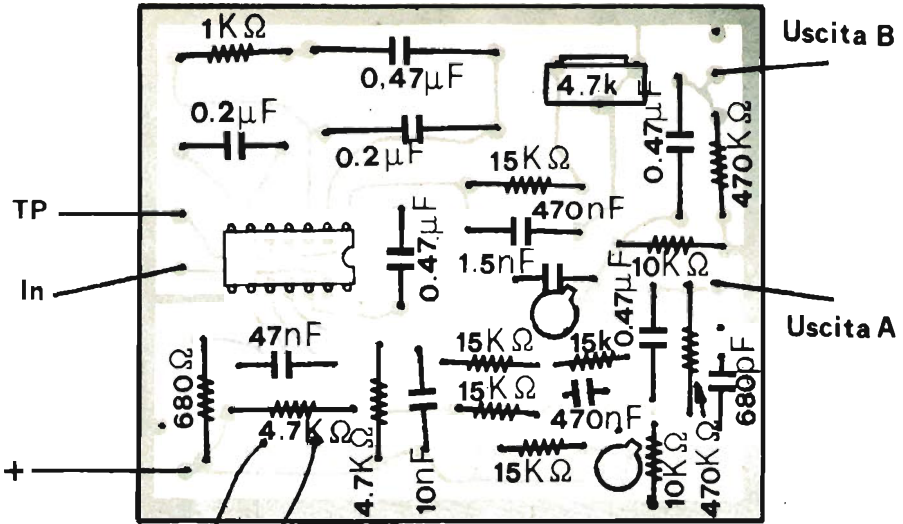 1KΩ
0,47µF
Uscita B
4.7k
0.2µF
0.2µF
0.47µF
470KΩ
15KΩ
470nF
TP
In
0.47µF
1.5nF
10KΩ
0.47µF
Uscita A
47nF
15KΩ
15k
680Ω
680pF
15KΩ
470nF
4.7KΩ
4.7KΩ
10nF
15KΩ
10KΩ
470KΩ
+